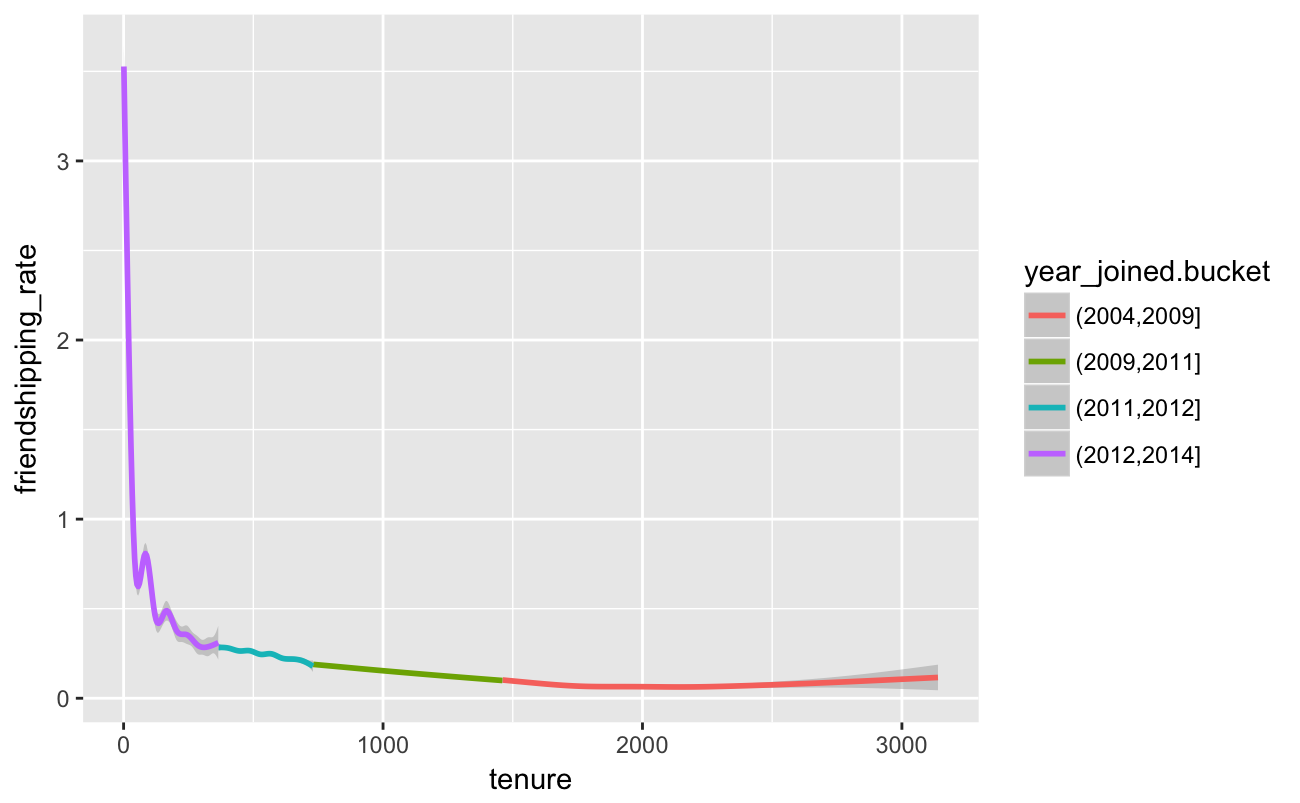 friendshipping_rate
3
2
1
0
0 1000 2000 3000
tenure
year_joined.bucket
(2004,2009]
(2009,2011]
(2011,2012]
(2012,2014]